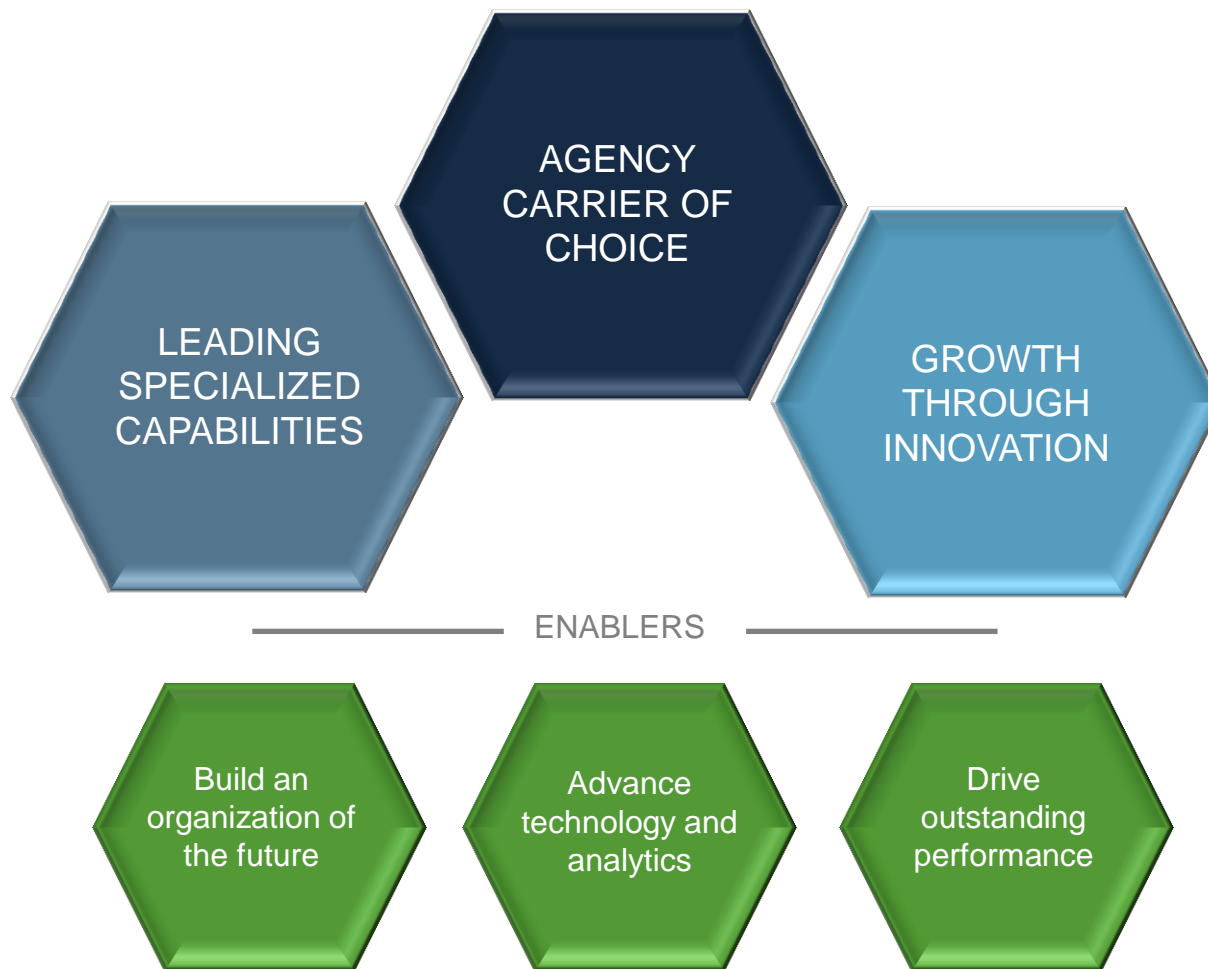 AGENCY
CARRIER OF
CHOICE
LEADING
SPECIALIZED
CAPABILITIES
GROWTH
THROUGH
INNOVATION
ENABLERS
Build an
organization of
the future
Advance
technology and
analytics
Drive
outstanding
performance